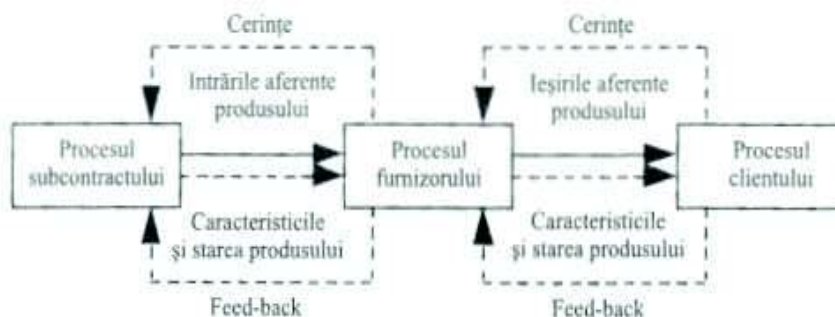 Cerințe
Cerințe
Intrările aferente
produsului
Ieșirile aferente
produsului
Procesul
subcontractului
Procesul
furnizorului
Procesul
clientului
Caracteristicile
și starea produsului
Caracteristicile
și starea produsului
Feed-back
Feed-back